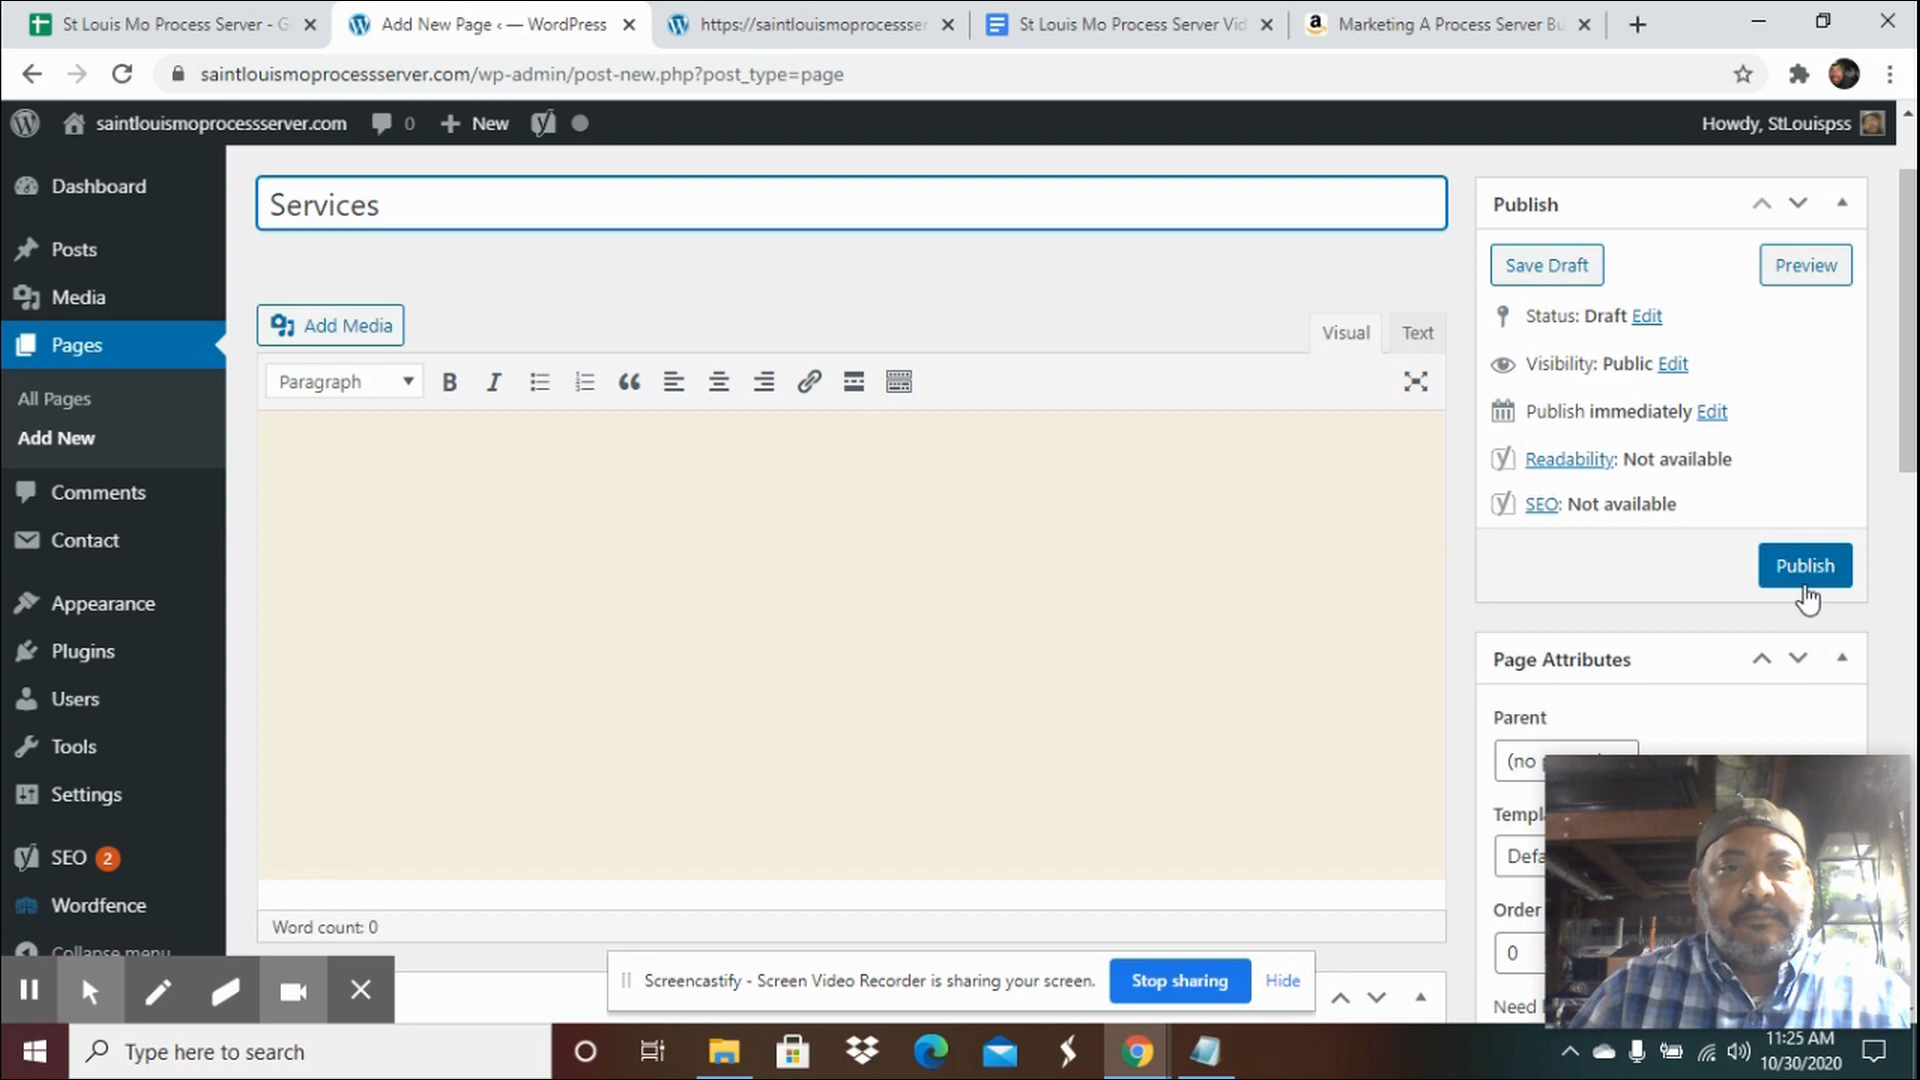 St Louis Mo Process Server - G
Add New Page ‹ — WordPress
https://saintlouismoprocessser
St Louis Mo Process Server Vid
Marketing A Process Server Bu
saintlouismoprocessserver.com/wp-admin/post-new.php?post_type=page
saintlouismoprocessserver.com
0
New
Howdy, StLouispss
Dashboard
Posts
Media
Pages
All Pages
Add New
Comments
Contact
Appearance
Plugins
Users
Tools
Settings
SEO 2
Wordfence
Collapse menu
Services
Add Media
Visual
Text
Paragraph
Word count: 0
Publish
Save Draft
Preview
Status: Draft Edit
Visibility: Public Edit
Publish immediately Edit
Readability: Not available
SEO: Not available
Publish
Page Attributes
Parent
(no
Order
0
Need
Screencastify - Screen Video Recorder is sharing your screen.
Stop sharing
Hide
Type here to search
11:25 AM
10/30/2020